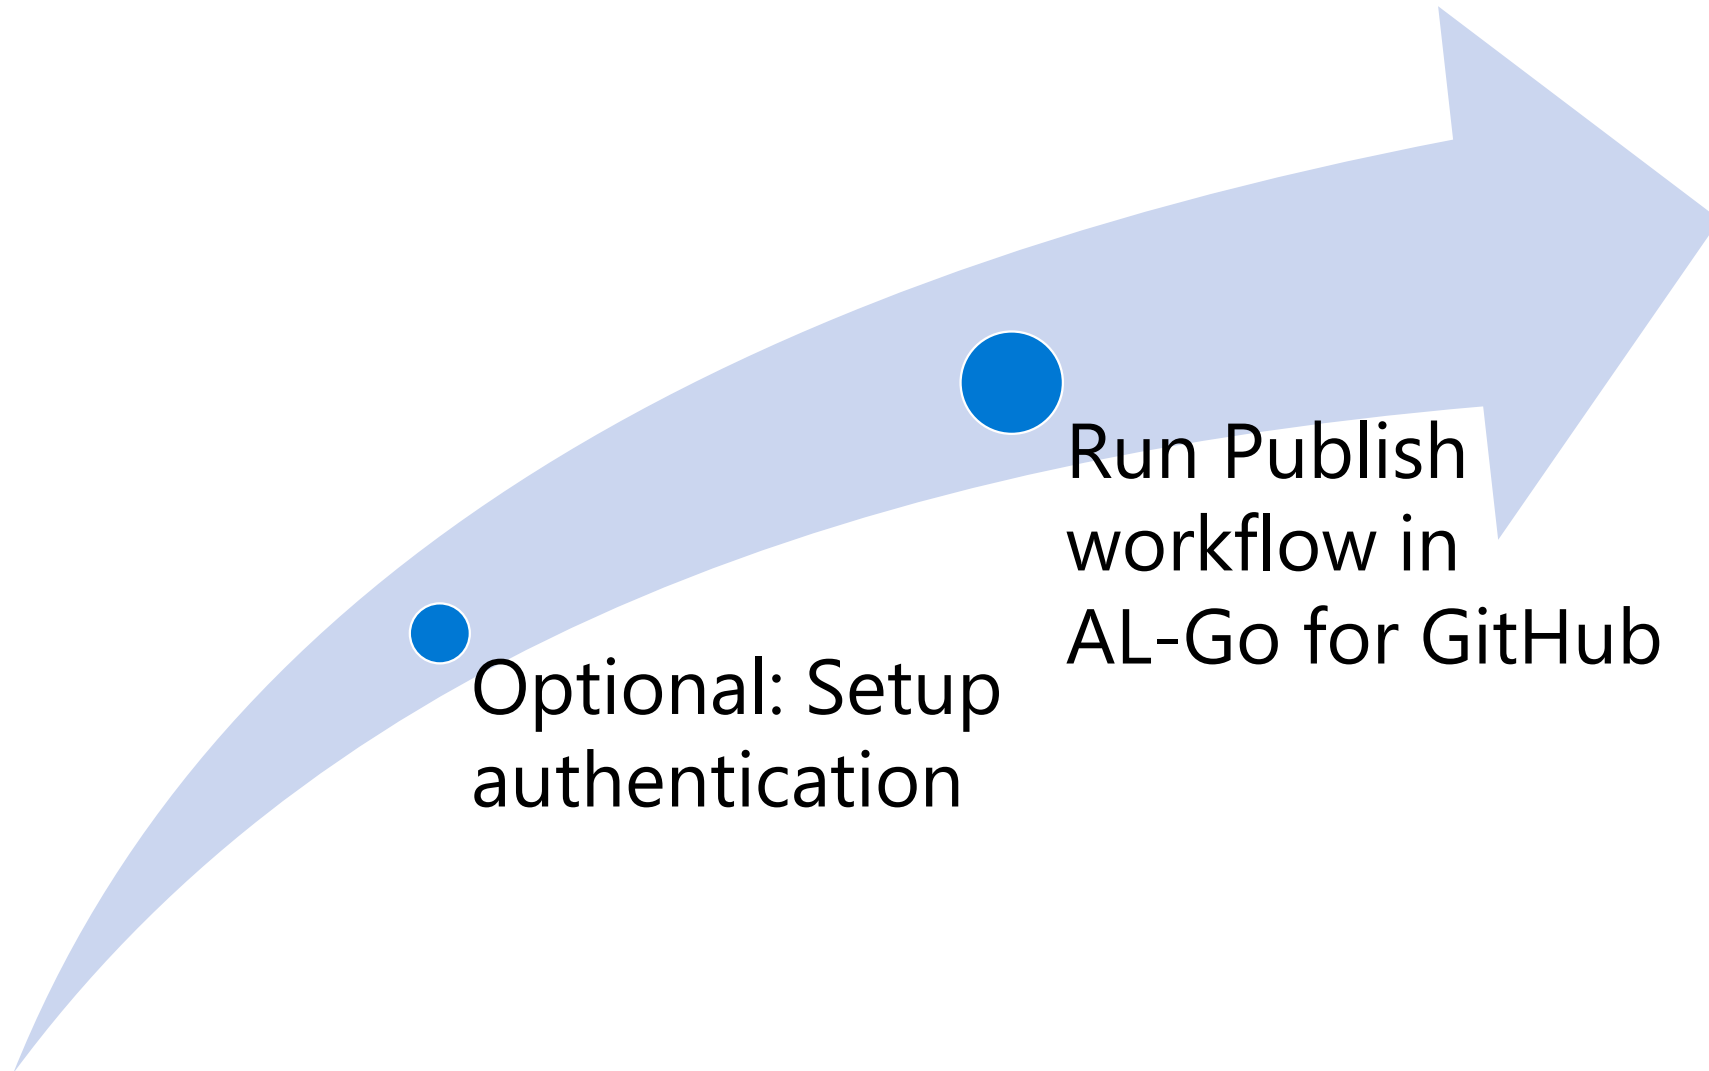 Optional: Setup
authentication
Run Publish
workflow in
AL-Go for GitHub